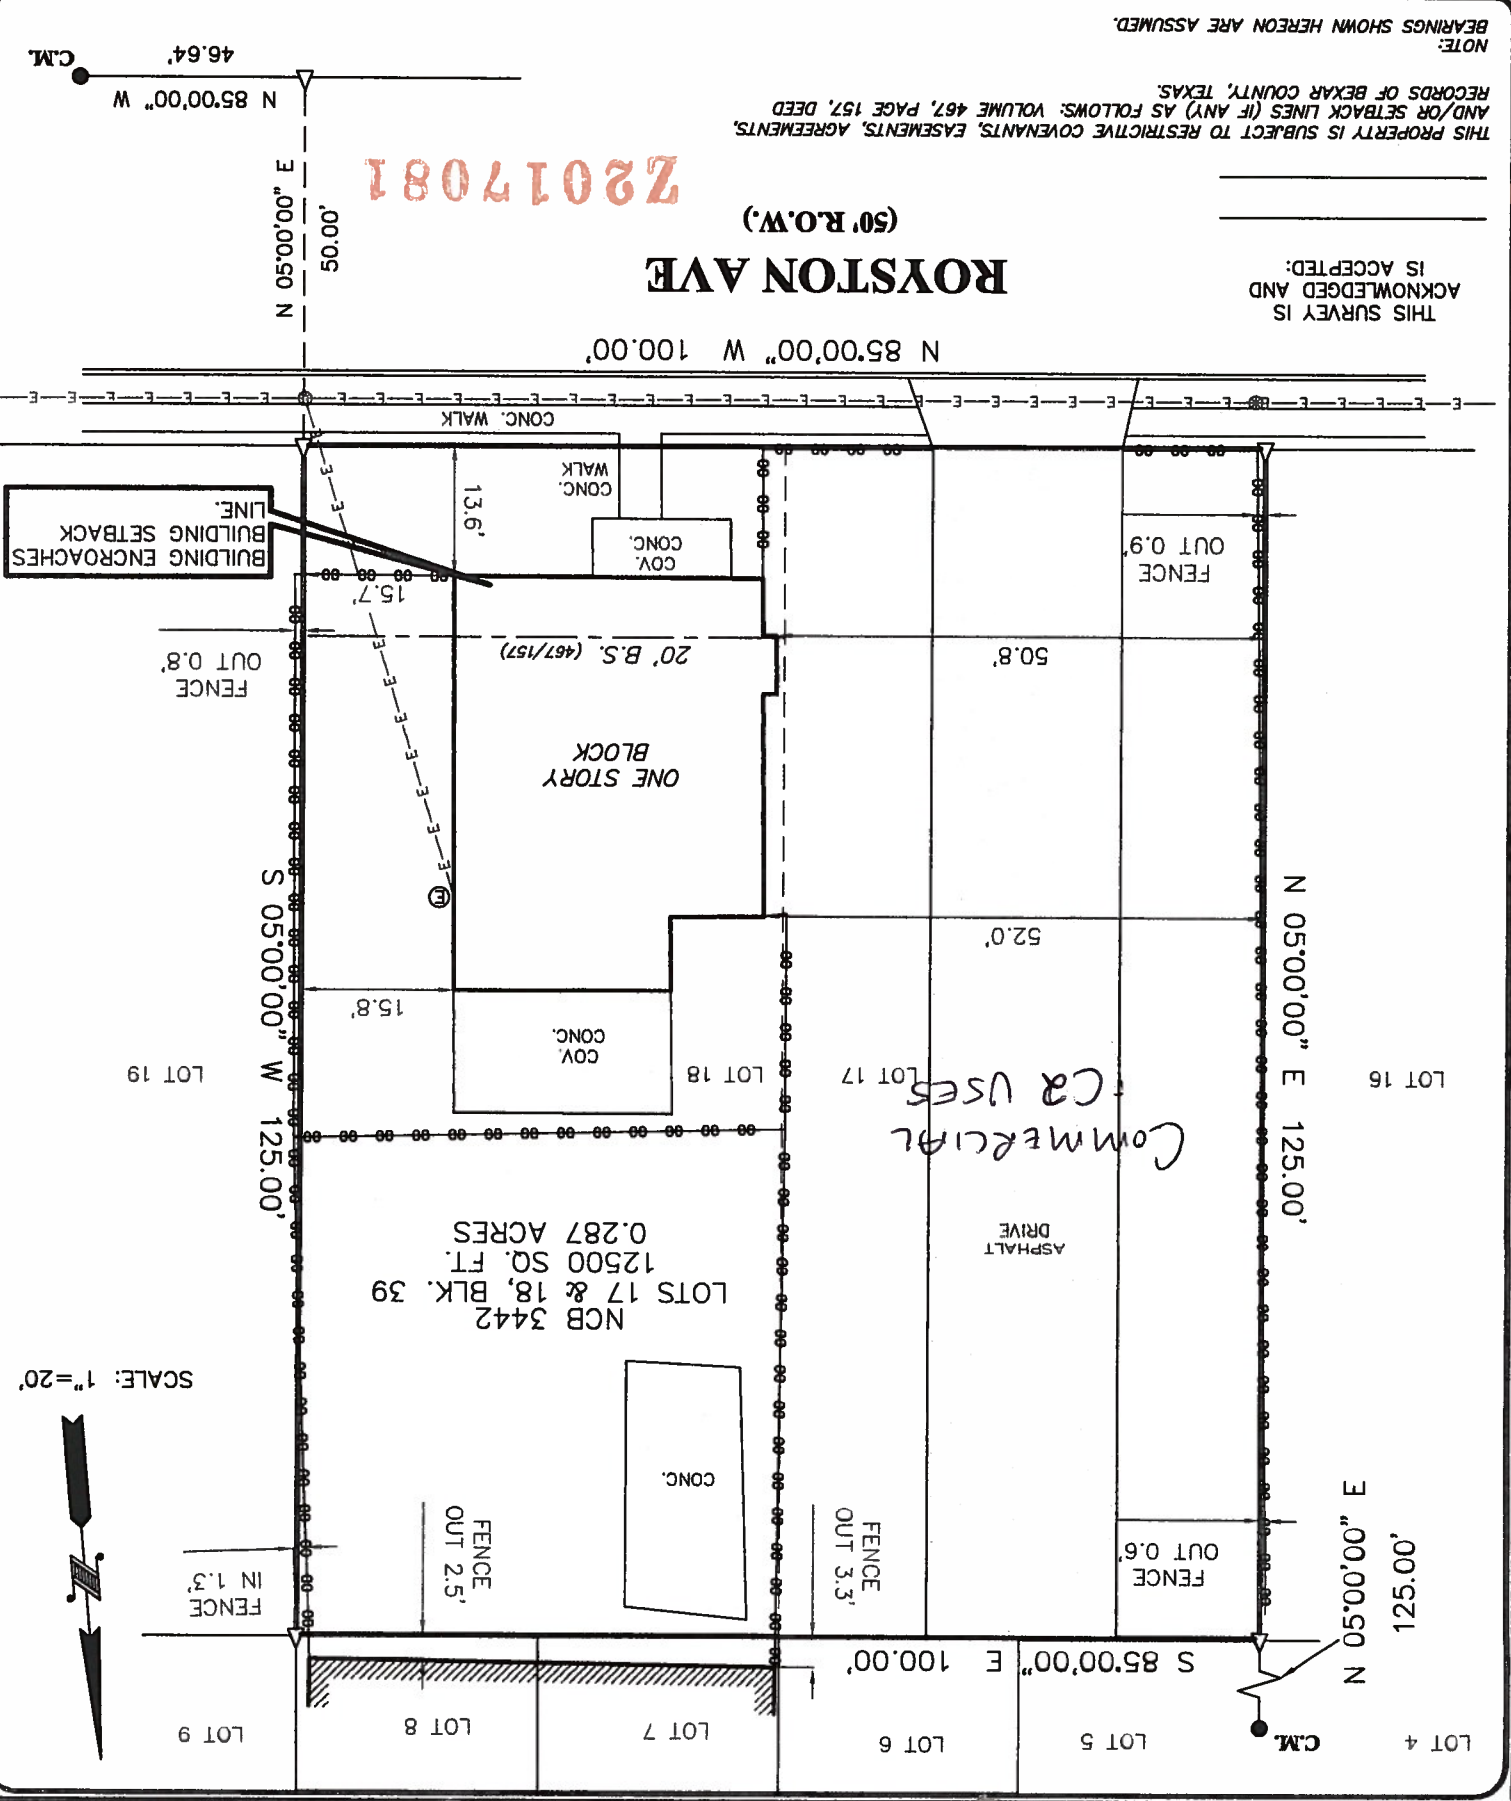 LOT 4
C.M.
LOT 5
LOT 6
LOT 7
LOT 8
LOT 9
N 05°00'00" E
125.00'
S 85°00'00" E 100.00'
FENCE
OUT 0.6'
FENCE
OUT 3.3'
FENCE
OUT 2.5'
FENCE
IN 1.3'
CONC.
SCALE: 1"=20'
NCB 3442
LOTS 17 & 18, BLK. 39
12500 SQ. FT.
0.287 ACRES
ASPHALT
DRIVE
COMMERCIAL
- C2 USES
LOT 16
LOT 17
LOT 18
LOT 19
N 05°00'00" E 125.00'
S 05°00'00" W 125.00'
COV.
CONC.
15.8'
52.0'
E
ONE STORY
BLOCK
20' B.S. (467/157)
50.8'
FENCE
OUT 0.8'
15.7'
FENCE
OUT 0.9'
COV.
CONC.
BUILDING ENCROACHES
BUILDING SETBACK
LINE.
13.6'
CONC.
WALK
CONC. WALK
N 85°00'00" W 100.00'
THIS SURVEY IS
ACKNOWLEDGED AND
IS ACCEPTED:
ROYSTON AVE
(50' R.O.W.)
N 05°00'00" E
50.00'
Z2017081
THIS PROPERTY IS SUBJECT TO RESTRICTIVE COVENANTS, EASEMENTS, AGREEMENTS,
AND/OR SETBACK LINES (IF ANY) AS FOLLOWS: VOLUME 467, PAGE 157, DEED
RECORDS OF BEXAR COUNTY, TEXAS.
N 85°00'00" W
46.64'
C.M.
NOTE:
BEARINGS SHOWN HEREON ARE ASSUMED.